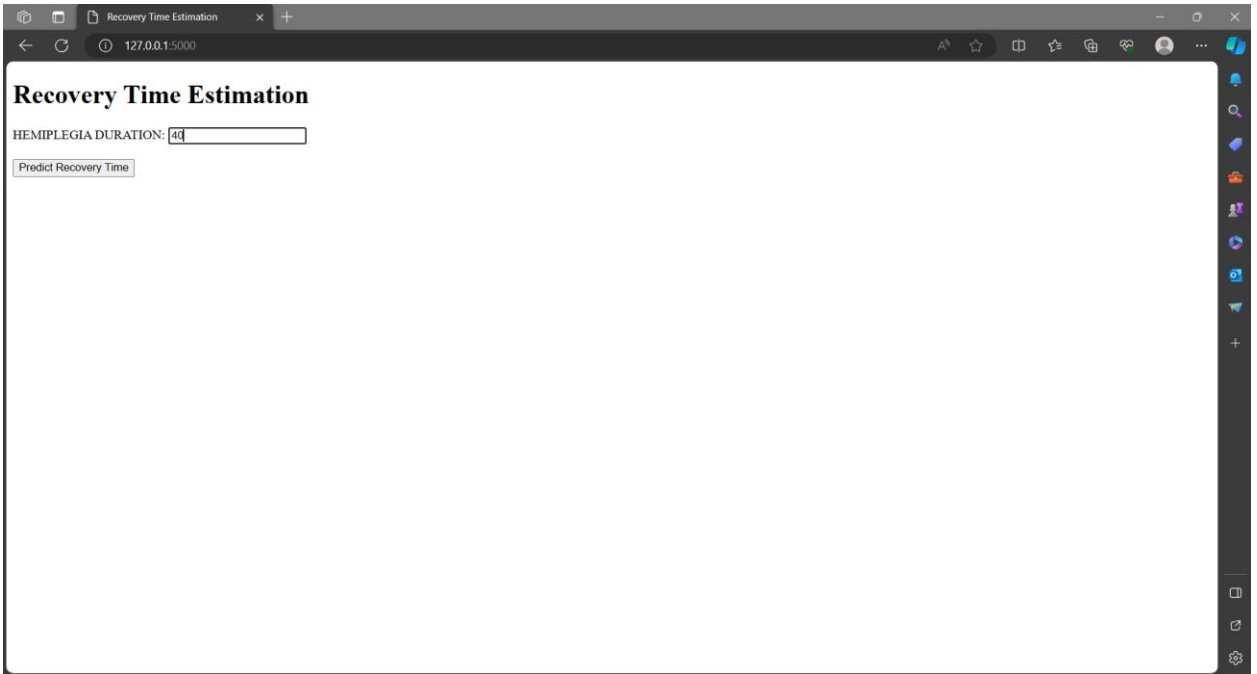 Recovery Time Estimation
127.0.0.1:5000
Recovery Time Estimation
HEMIPLEGIA DURATION: 40
Predict Recovery Time